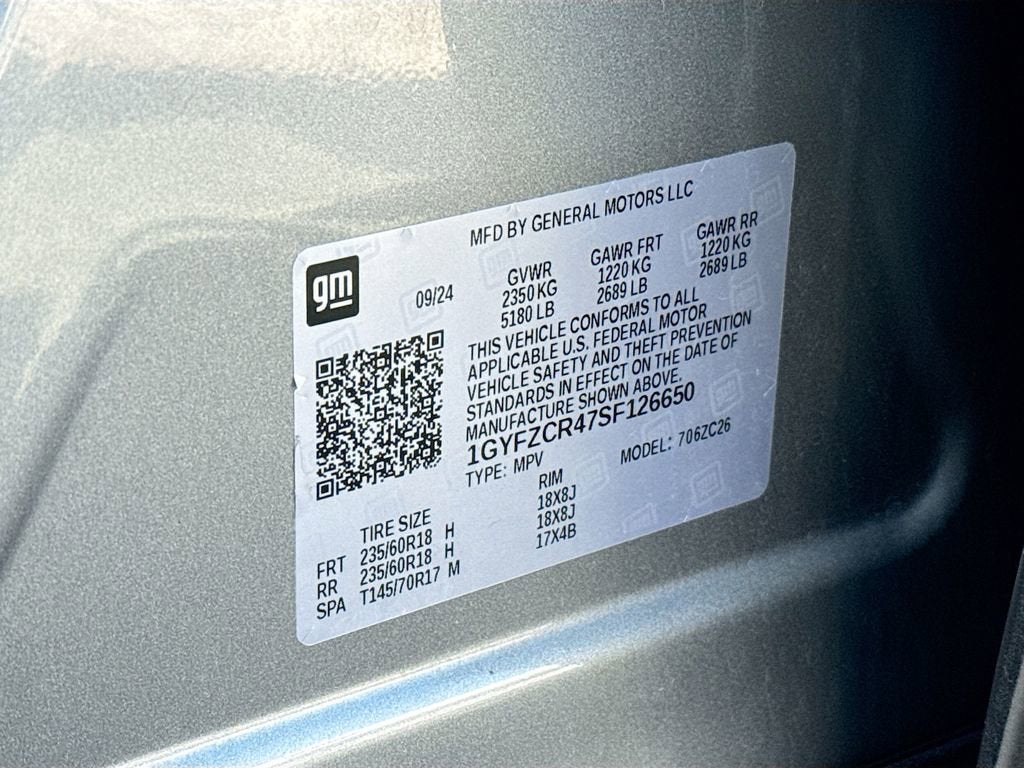 MFD BY GENERAL MOTORS LLC
gm
09/24
GVWR GAWR FRT GAWR RR
2350 KG 1220 KG 1220 KG
5180 LB 2689 LB 2689 LB
THIS VEHICLE CONFORMS TO ALL
APPLICABLE U.S. FEDERAL MOTOR
VEHICLE SAFETY AND THEFT PREVENTION
STANDARDS IN EFFECT ON THE DATE OF
MANUFACTURE SHOWN ABOVE.
1GYFZCR47SF126650
TYPE: MPV MODEL: 706ZC26
TIRE SIZE RIM
FRT 235/60R18 H 18X8J
RR 235/60R18 H 18X8J
SPA T145/70R17 M 17X4B